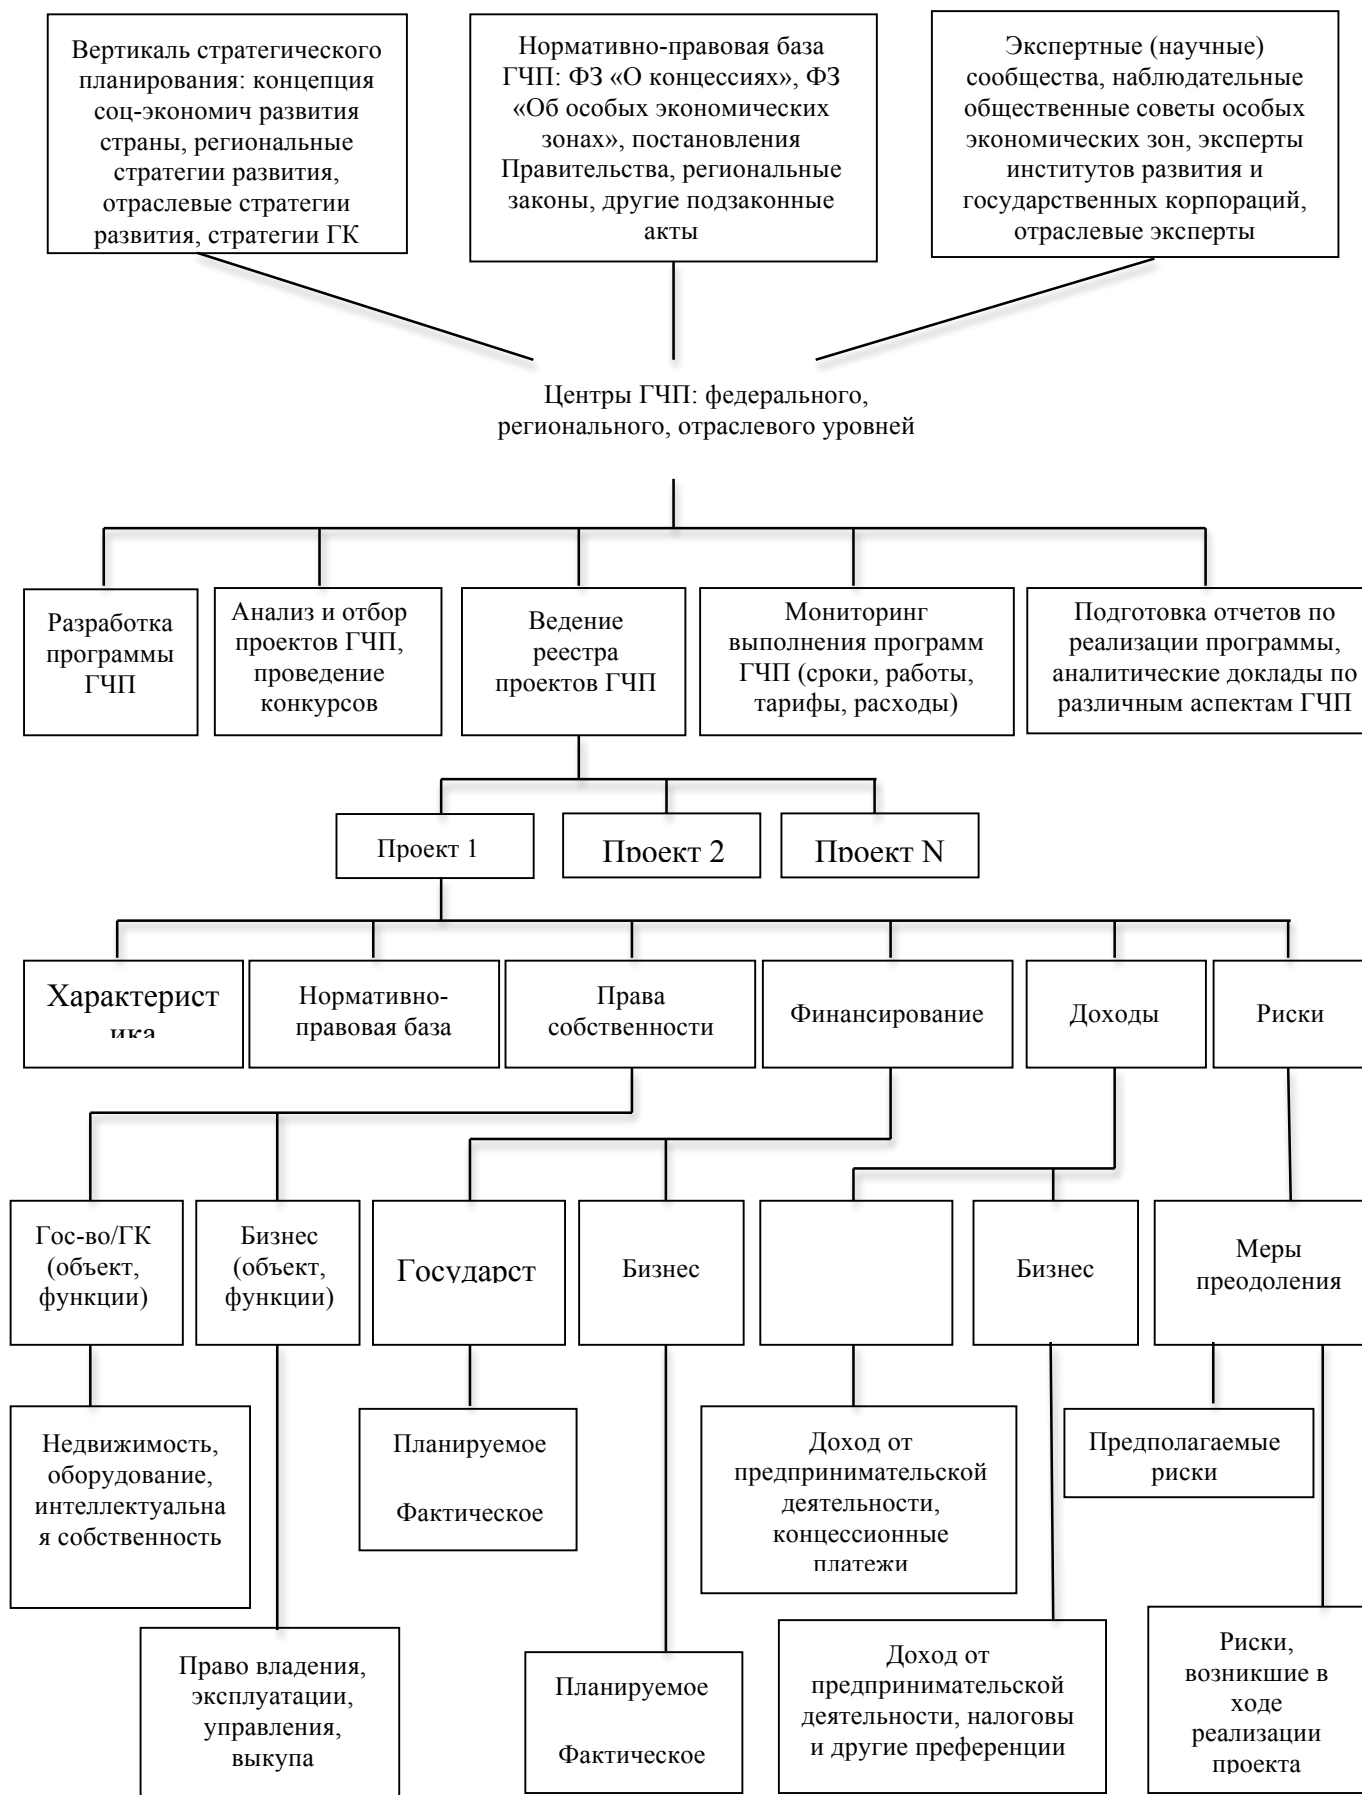 Вертикаль стратегического
планирования: концепция
соц-экономич развития
страны, региональные
стратегии развития,
отраслевые стратегии
развития, стратегии ГК
Нормативно-правовая база
ГЧП: ФЗ «О концессиях», ФЗ
«Об особых экономических
зонах», постановления
Правительства, региональные
законы, другие подзаконные
акты
Экспертные (научные)
сообщества, наблюдательные
общественные советы особых
экономических зон, эксперты
институтов развития и
государственных корпораций,
отраслевые эксперты
Центры ГЧП: федерального,
регионального, отраслевого уровней
Разработка
программы
ГЧП
Анализ и отбор
проектов ГЧП,
проведение
конкурсов
Ведение
реестра
проектов ГЧП
Мониторинг
выполнения программ
ГЧП (сроки, работы,
тарифы, расходы)
Подготовка отчетов по
реализации программы,
аналитические доклады по
различным аспектам ГЧП
Проект 1
Проект 2
Проект N
Характерист
ика
Нормативно-
правовая база
Права
собственности
Финансирование
Доходы
Риски
Гос-во/ГК
(объект,
функции)
Бизнес
(объект,
функции)
Государст
Бизнес
Бизнес
Меры
преодоления
Недвижимость,
оборудование,
интеллектуальна
я собственность
Планируемое
Фактическое
Доход от
предпринимательской
деятельности,
концессионные
платежи
Предполагаемые
риски
Право владения,
эксплуатации,
управления,
выкупа
Планируемое
Фактическое
Доход от
предпринимательской
деятельности, налоговы
и другие преференции
Риски,
возникшие в
ходе
реализации
проекта